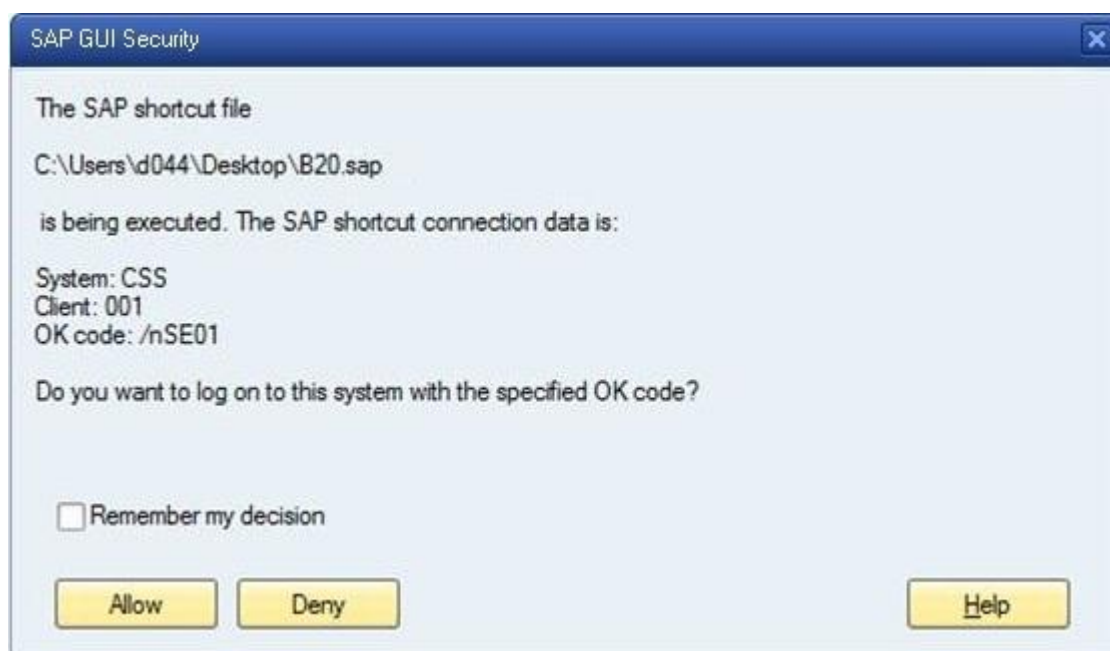 SAP GUI Security
The SAP shortcut file
C:\Users\d044\Desktop\B20.sap
is being executed. The SAP shortcut connection data is:
System: CSS
Client: 001
OK code: /nSE01
Do you want to log on to this system with the specified OK code?
Remember my decision
Allow Deny Help